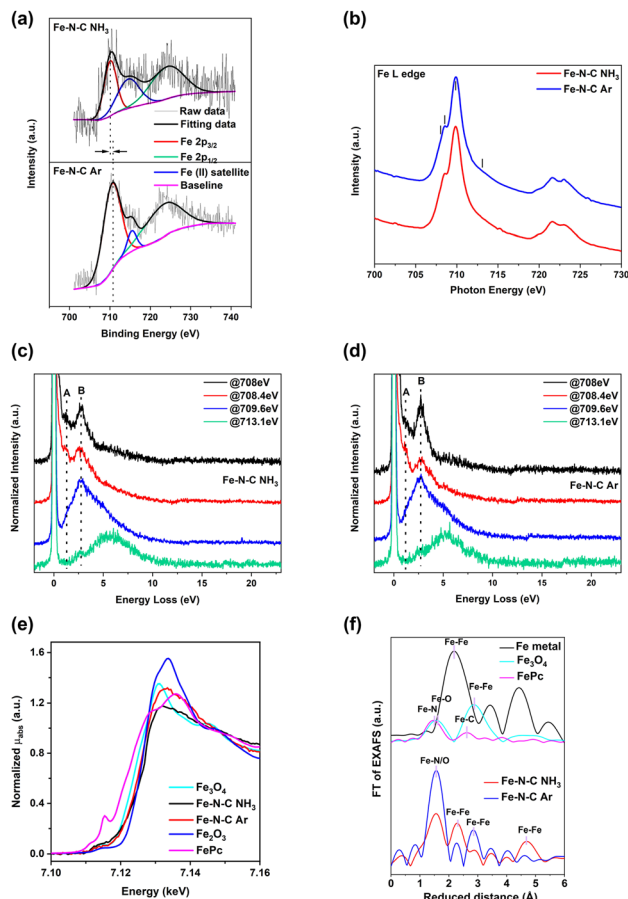 (a)
Fe-N-C NH3
Raw data
Fitting data
Fe 2p3/2
Fe 2p1/2
Fe (II) satellite
Baseline
Fe-N-C Ar
Intensity (a.u.)
700 710 720 730 740
Binding Energy (eV)
(b)
Fe L edge
Fe-N-C NH3
Fe-N-C Ar
Intensity (a.u.)
700 705 710 715 720 725 730
Photon Energy (eV)
(c)
A B
@708eV
@708.4eV
@709.6eV
@713.1eV
Fe-N-C NH3
Normalized Intensity (a.u.)
0 5 10 15 20
Energy Loss (eV)
(d)
A B
@708eV
@708.4eV
@709.6eV
@713.1eV
Fe-N-C Ar
Normalized Intensity (a.u.)
0 5 10 15 20
Energy Loss (eV)
(e)
1.6
1.2
0.8
0.4
0.0
Normalized μabs
Fe3O4
Fe-N-C NH3
Fe-N-C Ar
Fe2O3
FePc
7.10 7.12 7.14 7.16
Energy (keV)
(f)
Fe-Fe
Fe metal
Fe3O4
FePc
Fe-O
Fe-N
Fe-Fe
Fe-C
Fe-N/O
Fe-N-C NH3
Fe-N-C Ar
Fe-Fe
Fe-Fe
Fe-Fe
FT of EXAFS (a.u.)
0 1 2 3 4 5 6
Reduced distance (Å)